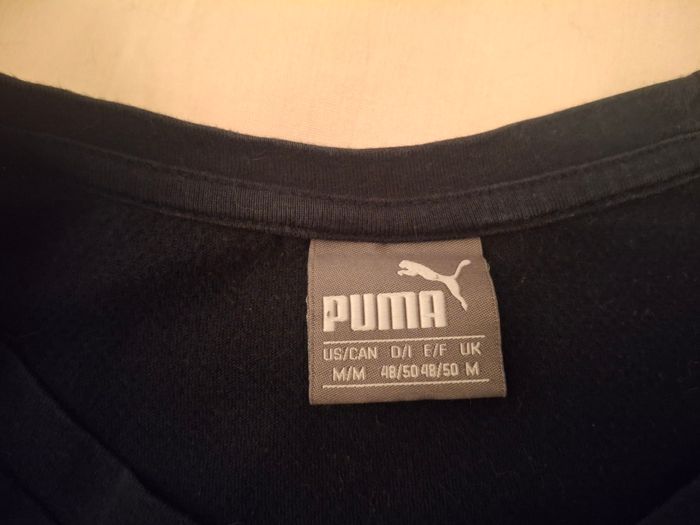 PUMA
US/CAN D/I E/F UK
M/M 48/50 48/50 M